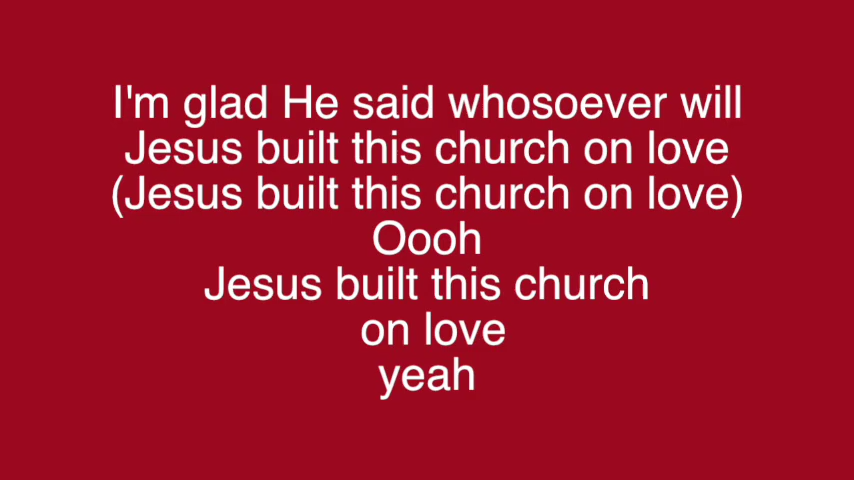 I'm glad He said whosoever will
Jesus built this church on love
(Jesus built this church on love)
Oooh
Jesus built this church
on love
yeah